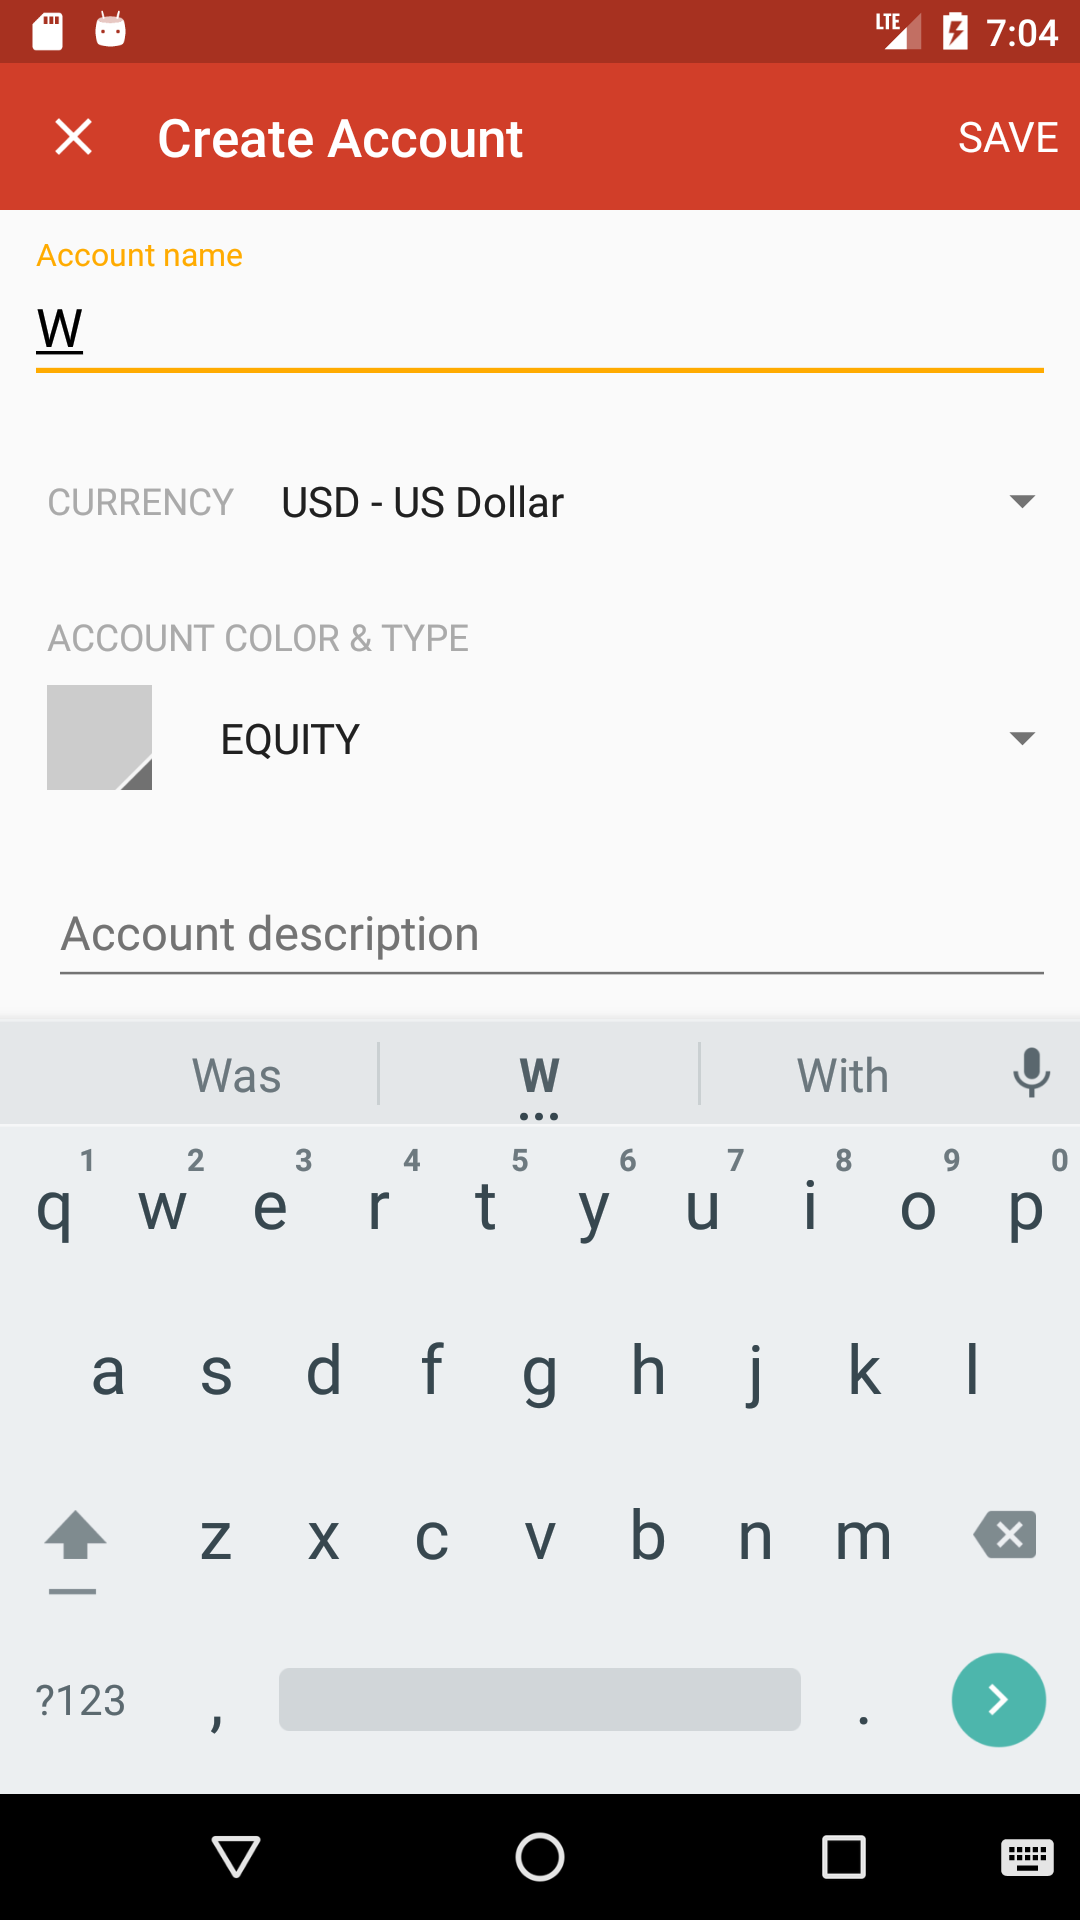 LTE 7:04
Create Account SAVE
Account name
W
CURRENCY USD - US Dollar
ACCOUNT COLOR & TYPE
EQUITY
Account description
Was W With
1 2 3 4 5 6 7 8 9 0
q w e r t y u i o p
a s d f g h j k l
z x c v b n m
?123 , .